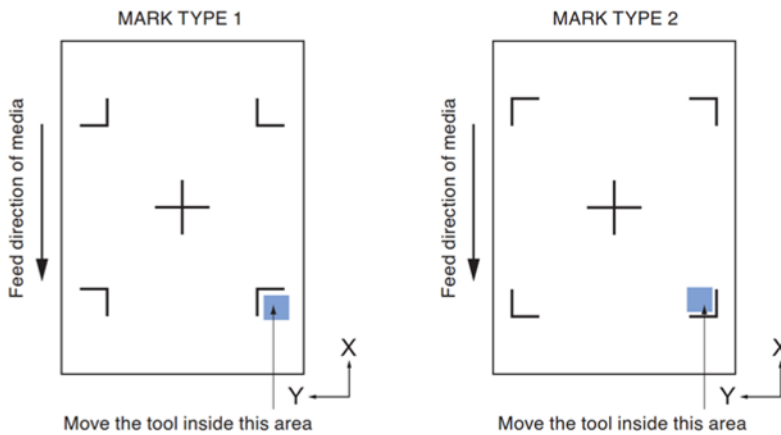 MARK TYPE 1
MARK TYPE 2
Feed direction of media
Feed direction of media
X
Y
X
Y
Move the tool inside this area
Move the tool inside this area